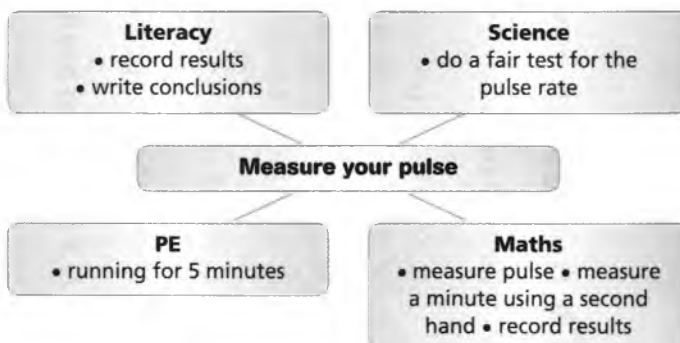 Literacy
• record results
• write conclusions
Science
• do a fair test for the
pulse rate
Measure your pulse
PE
• running for 5 minutes
Maths
• measure pulse • measure
a minute using a second
hand • record results